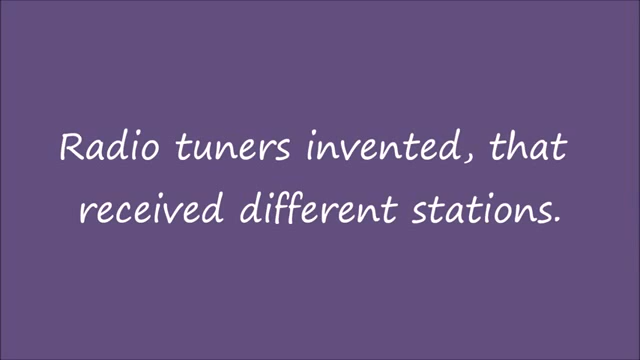 Radio tuners invented, that
received different stations.